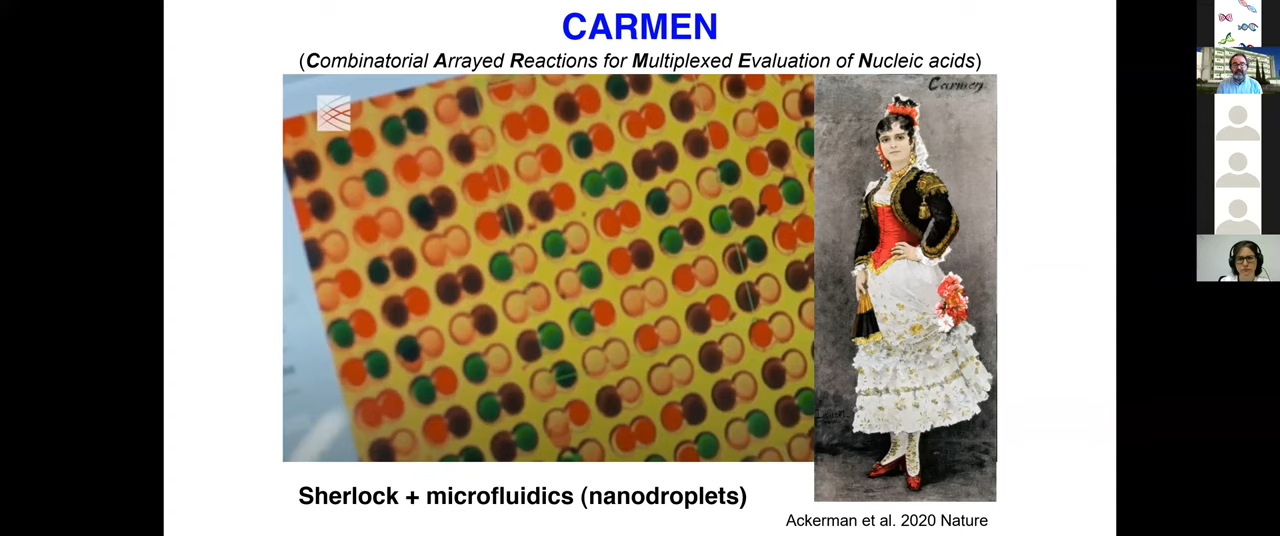 CARMEN
(Combinatorial Arrayed Reactions for Multiplexed Evaluation of Nucleic acids)
Carmen
Sherlock + microfluidics (nanodroplets)
Ackerman et al. 2020 Nature